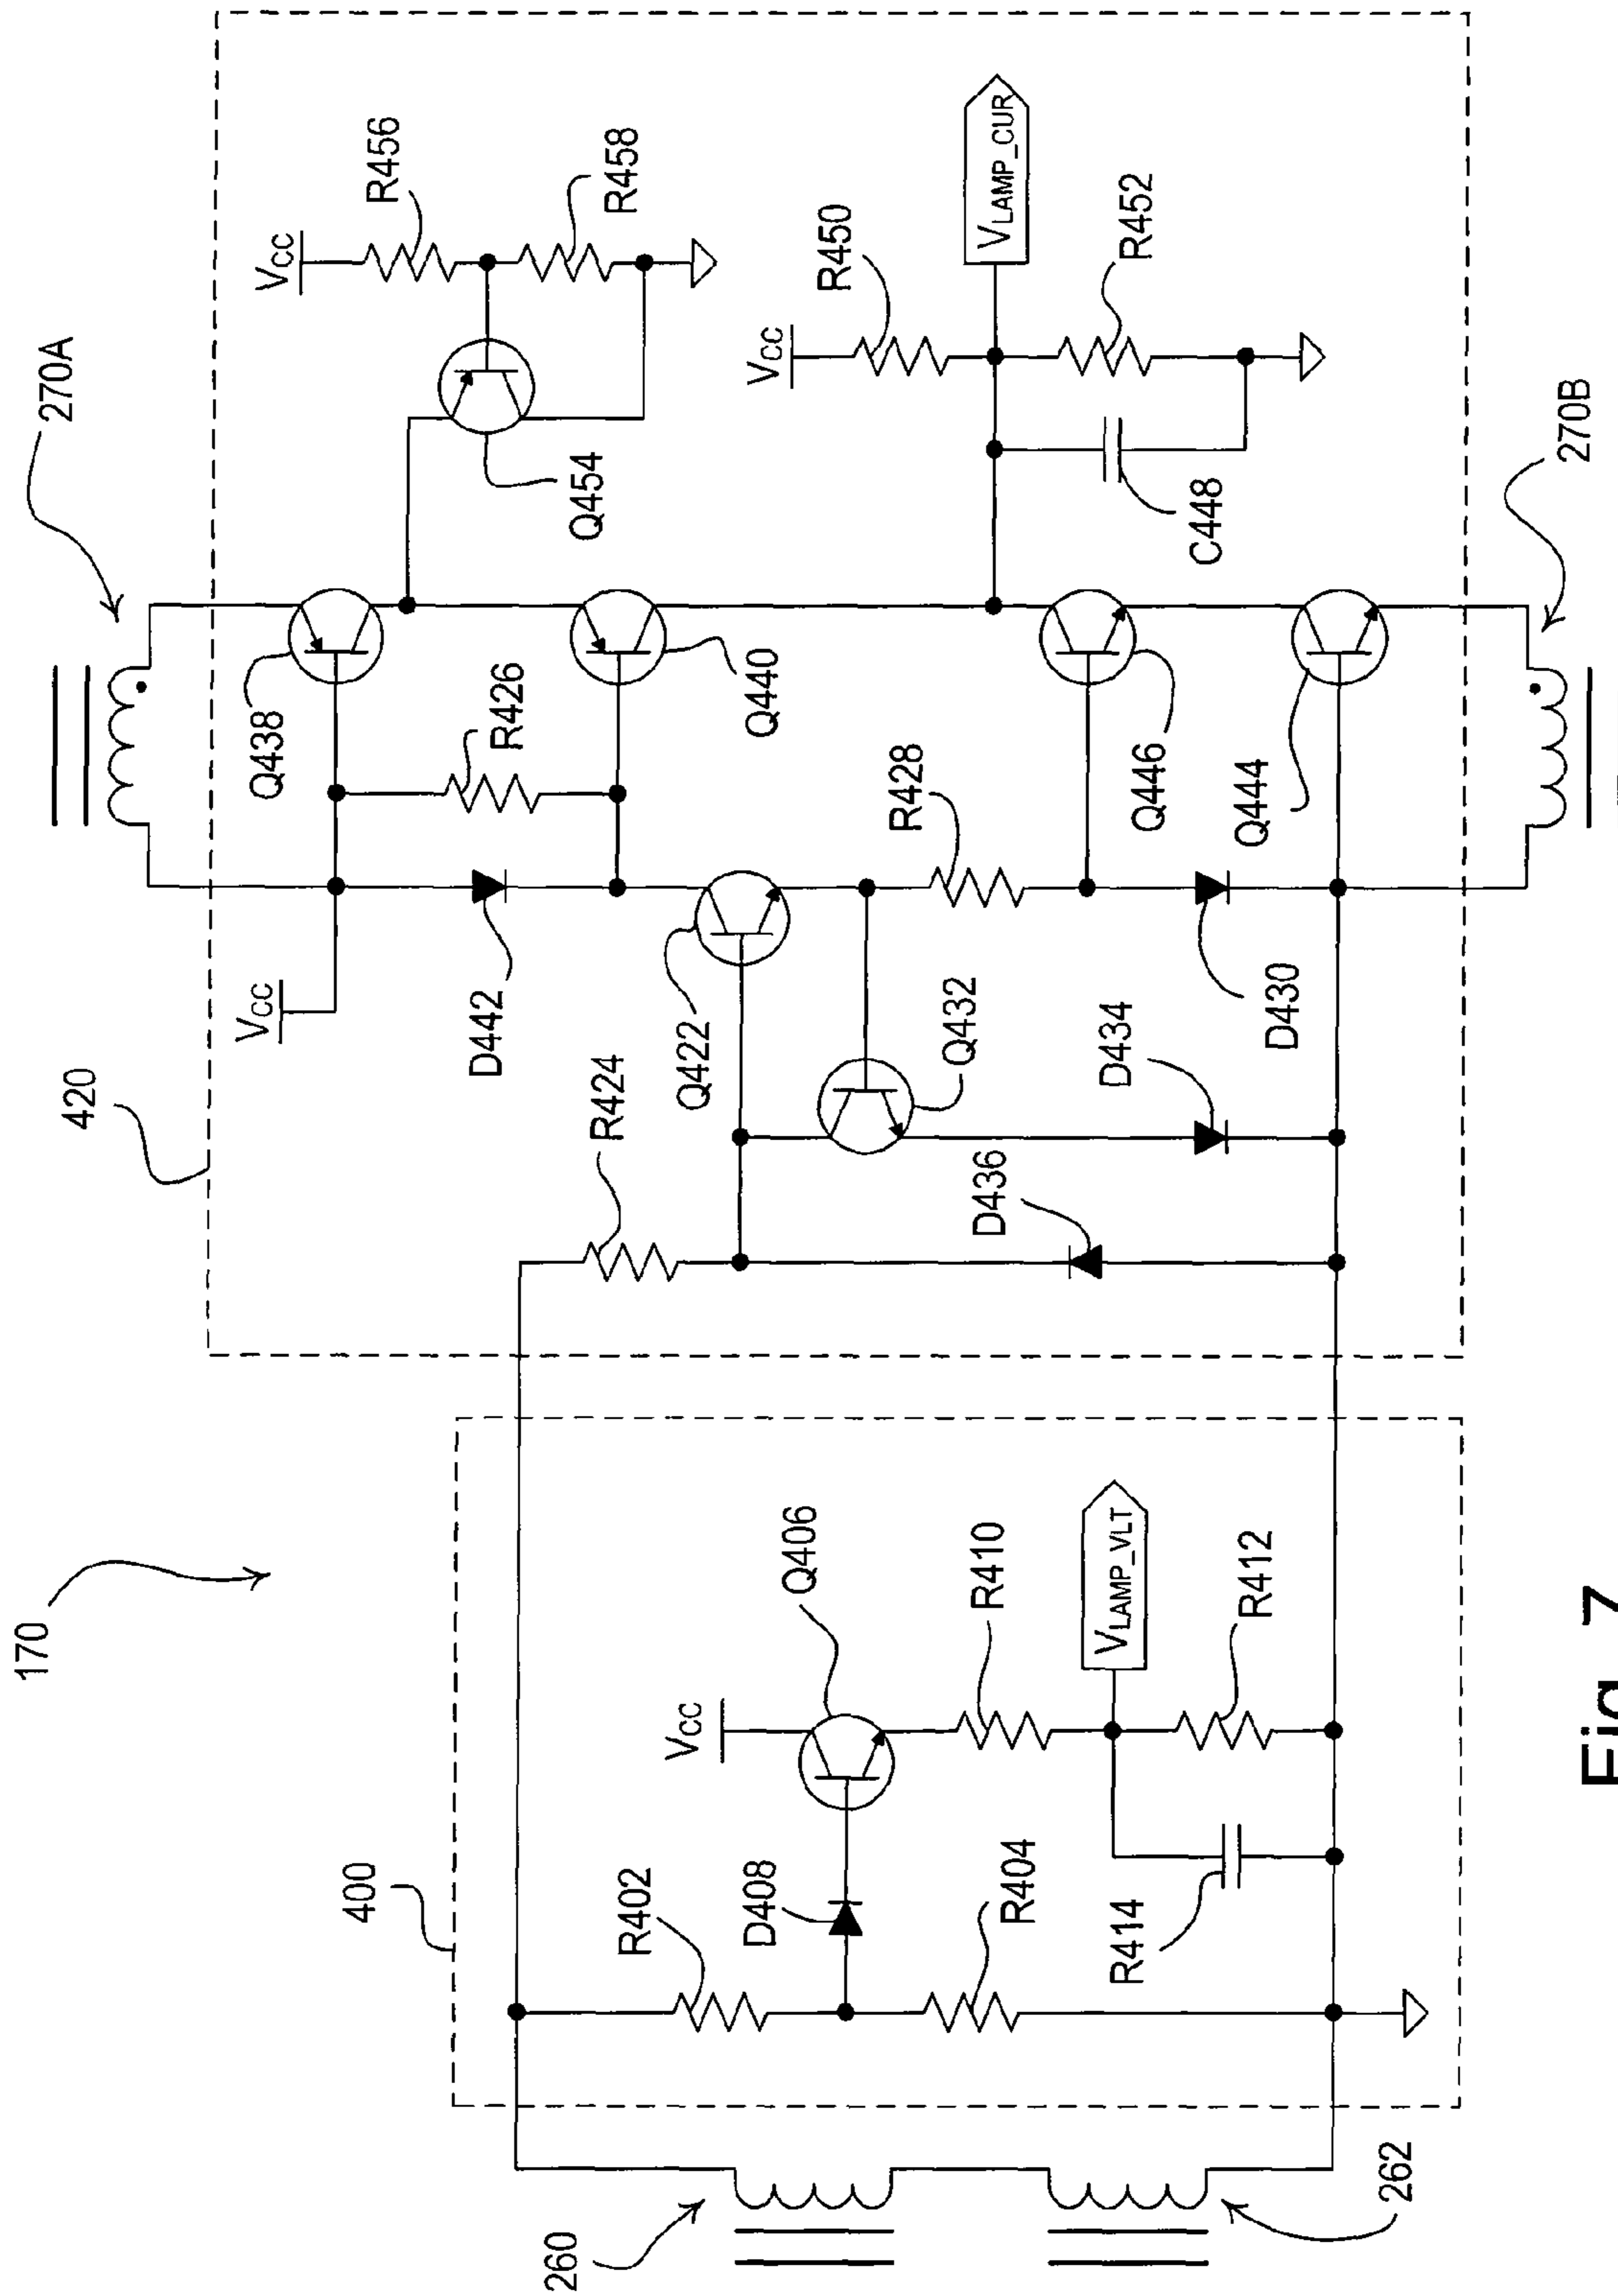 170
400
R402
D408
R404
VCC
Q406
R410
VLAMP_VLT
R412
R414
260
262
420
VCC
D442
R424
Q422
Q432
D436
D434
D430
270A
Q438
R426
Q440
R428
Q446
Q444
270B
VCC
R456
R458
Q454
VCC
R450
VLAMP_CUR
R452
C448
Fig. 7